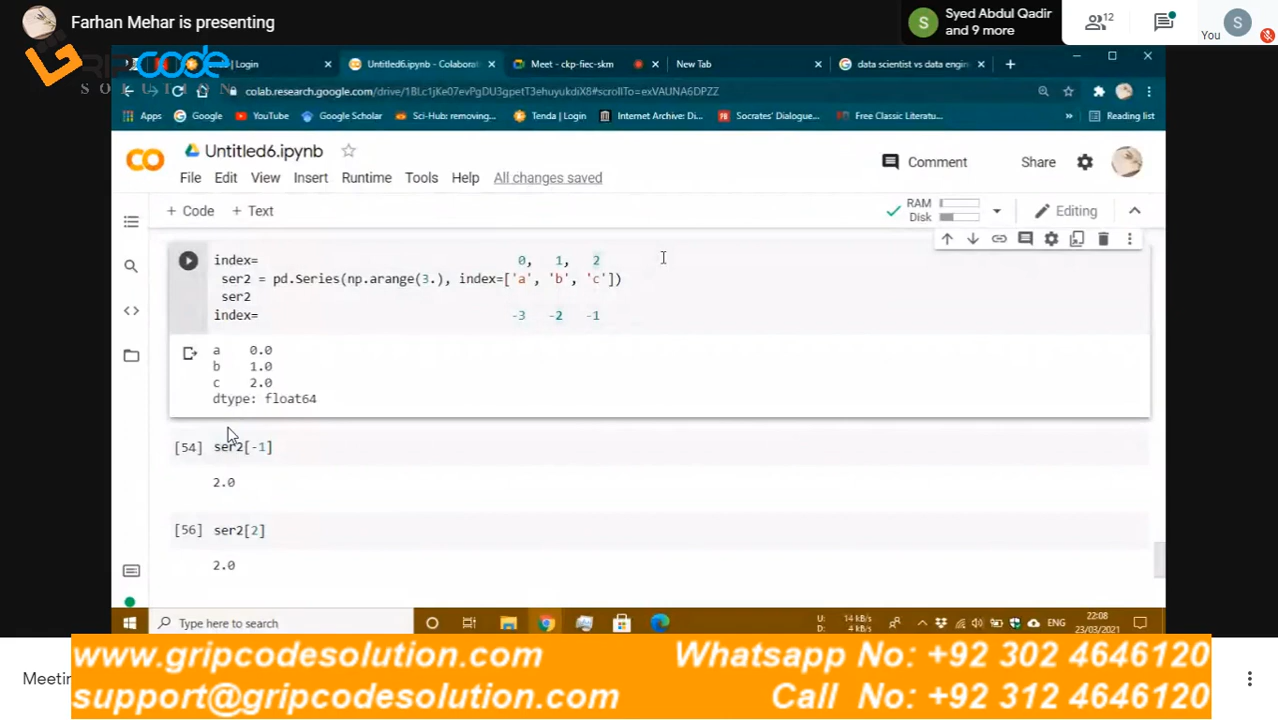 Farhan Mehar is presenting
Syed Abdul Qadir
and 9 more
12
S
S
You
GRIPCODE
Login
Untitled6.ipynb - Colaborat
Meet - ckp-fiec-skm
New Tab
data scientist vs data engin
colab.research.google.com/drive/1BLc1jKe07evPgDU3gpetT3ehuyukdiX8#scrollTo=exVAUNA6DPZZ
Apps
Google
YouTube
Google Scholar
Sci-Hub: removing...
Tenda | Login
Internet Archive: Di...
Socrates' Dialogue...
Free Classic Literatu...
»
Reading list
CO
Untitled6.ipynb
Comment
Share
File Edit View Insert Runtime Tools Help All changes saved
+ Code + Text
RAM
Disk
Editing
index= 0, 1, 2
ser2 = pd.Series(np.arange(3.), index=['a', 'b', 'c'])
ser2
index= -3 -2 -1
a 0.0
b 1.0
c 2.0
dtype: float64
[54] ser2[-1]
2.0
[56] ser2[2]
2.0
Type here to search
U: 14 kB/s
D: 4 kB/s
ENG
22:08
23/03/2021
www.gripcodesolution.com Whatsapp No: +92 302 4646120
Meetin
support@gripcodesolution.com Call No: +92 312 4646120